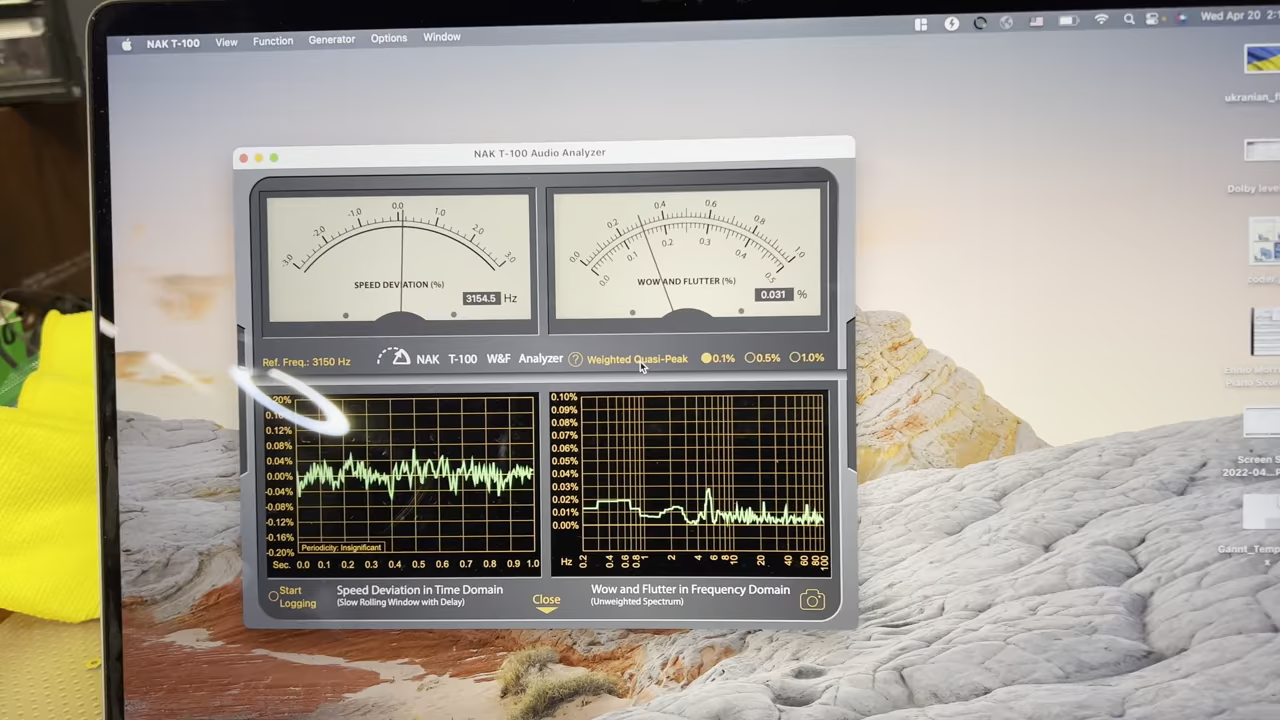 NAK T-100 View Function Generator Options Window
Wed Apr 20 2:
NAK T-100 Audio Analyzer
-3.0 -2.0 -1.0 0.0 1.0 2.0 3.0
SPEED DEVIATION (%)
3154.5 Hz
0.0 0.2 0.4 0.6 0.8 1.0
0.0 0.1 0.2 0.3 0.4 0.5
WOW AND FLUTTER (%)
0.031 %
Ref. Freq.: 3150 Hz
NAK T-100 W&F Analyzer ? Weighted Quasi-Peak 0.1% 0.5% 1.0%
0.12%
0.08%
0.04%
0.00%
-0.04%
-0.08%
-0.12%
-0.16%
-0.20%
Periodicity: Insignificant
Sec. 0.0 0.1 0.2 0.3 0.4 0.5 0.6 0.7 0.8 0.9 1.0
0.10%
0.09%
0.08%
0.07%
0.06%
0.05%
0.04%
0.03%
0.02%
0.01%
0.00%
Hz 0.2 0.4 0.6 0.8 1 2 4 6 8 10 20 40 60 80 100
Start
Logging
Speed Deviation in Time Domain
(Slow Rolling Window with Delay)
Close
Wow and Flutter in Frequency Domain
(Unweighted Spectrum)
Dolby leve
Piano Sco
Screen S
2022-04...P
Gannt_Temp
x